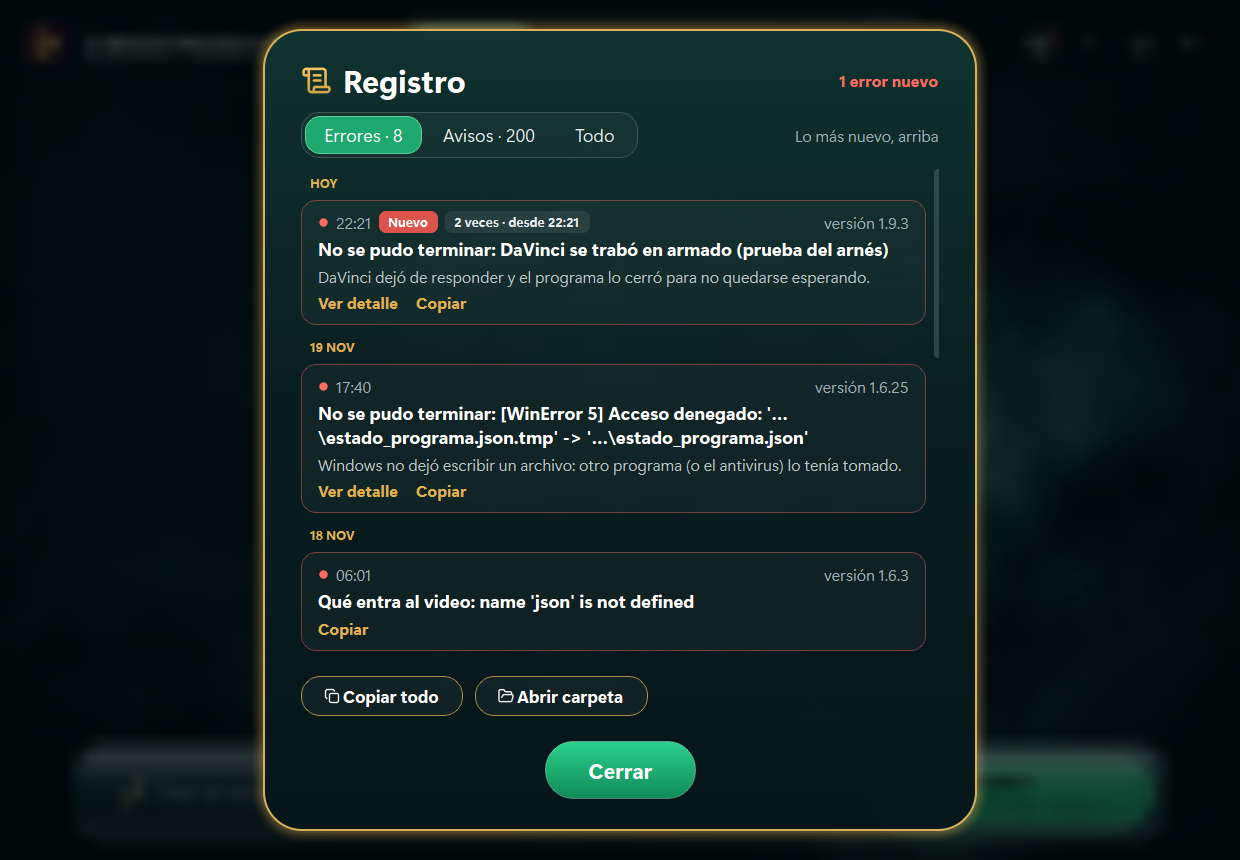 Registro
1 error nuevo
Errores · 8
Avisos · 200
Todo
Lo más nuevo, arriba
HOY
22:21 Nuevo 2 veces · desde 22:21 versión 1.9.3
No se pudo terminar: DaVinci se trabó en armado (prueba del arnés)
DaVinci dejó de responder y el programa lo cerró para no quedarse esperando.
Ver detalle Copiar
19 NOV
17:40 versión 1.6.25
No se pudo terminar: [WinError 5] Acceso denegado: '...
\estado_programa.json.tmp' -> '...\estado_programa.json'
Windows no dejó escribir un archivo: otro programa (o el antivirus) lo tenía tomado.
Ver detalle Copiar
18 NOV
06:01 versión 1.6.3
Qué entra al video: name 'json' is not defined
Copiar
Copiar todo
Abrir carpeta
Cerrar